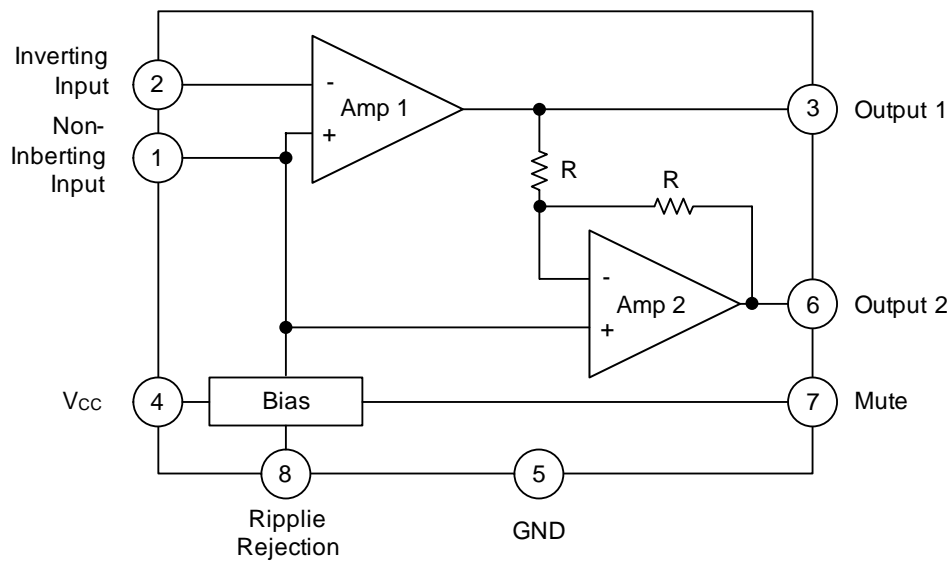 Inverting
Input
2
-
Amp 1
+
3
Output 1
Non-
Inberting
Input
1
R
R
-
Amp 2
+
6
Output 2
VCC
4
Bias
7
Mute
8
5
Ripplie
Rejection
GND